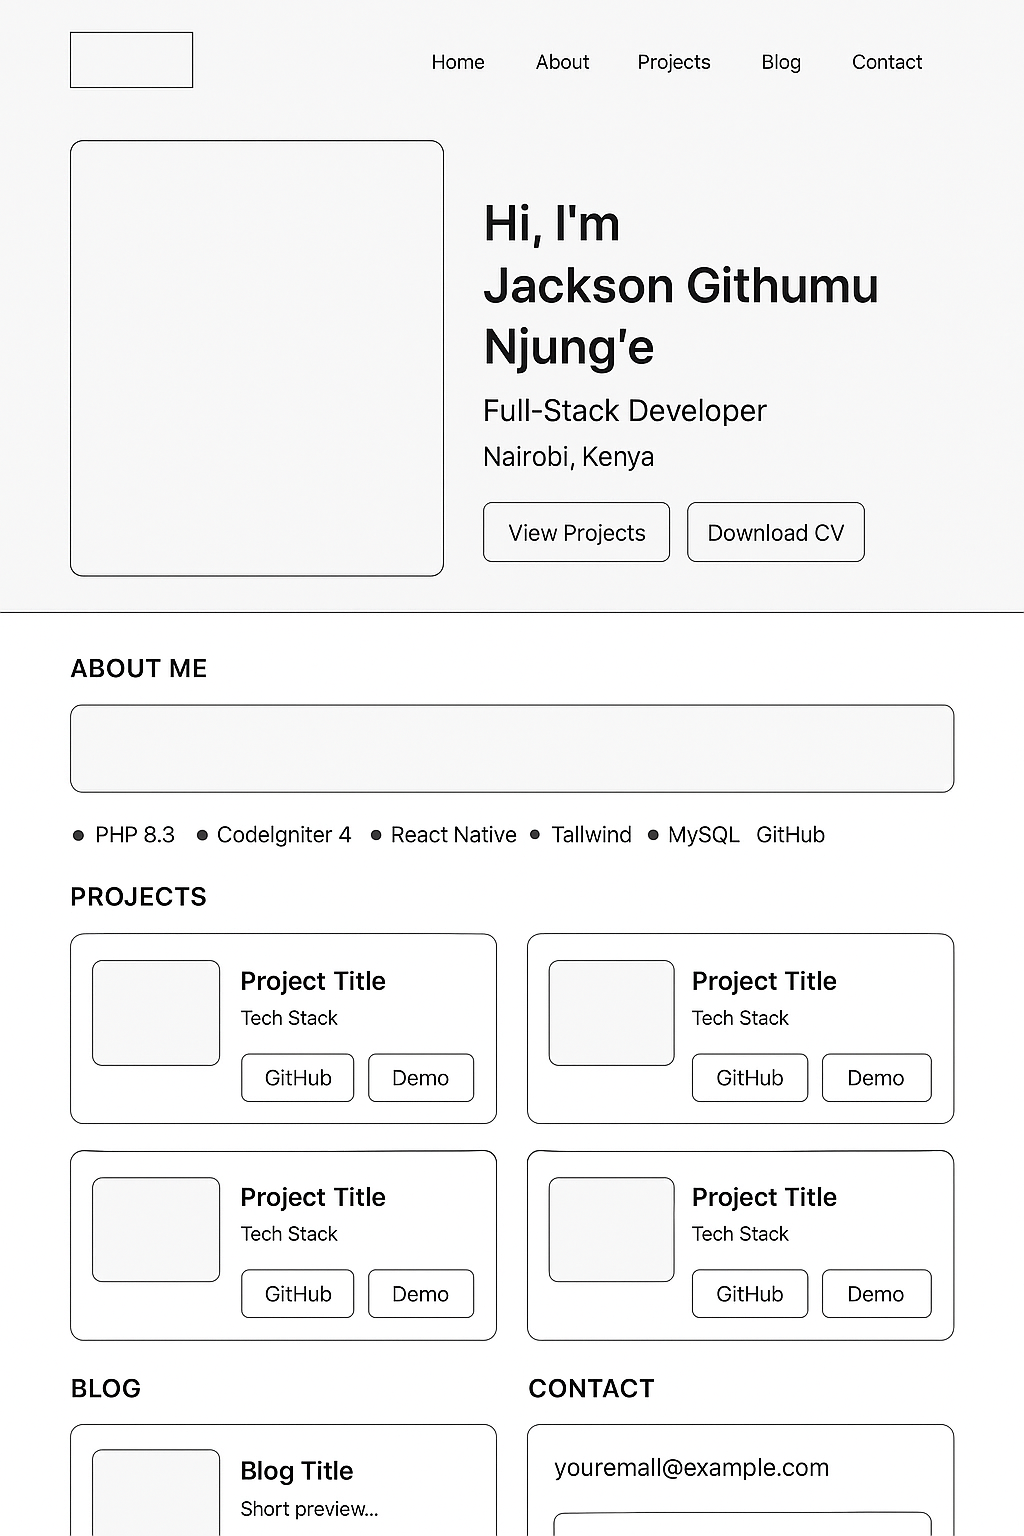 Home About Projects Blog Contact
Hi, I'm
Jackson Githumu
Njung'e
Full-Stack Developer
Nairobi, Kenya
View Projects Download CV
ABOUT ME
● PHP 8.3 ● CodeIgniter 4 ● React Native ● Tallwind ● MySQL GitHub
PROJECTS
Project Title
Tech Stack
GitHub Demo
Project Title
Tech Stack
GitHub Demo
Project Title
Tech Stack
GitHub Demo
Project Title
Tech Stack
GitHub Demo
BLOG
Blog Title
Short preview...
CONTACT
youremall@example.com